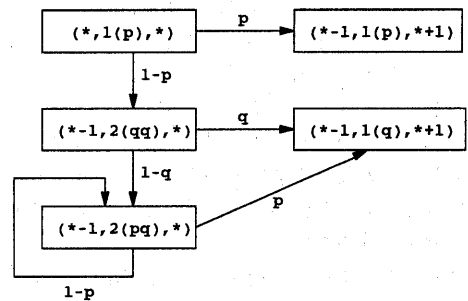 (*,1(p),*)
p
(*-1,1(p),*+1)
1-p
(*-1,2(qq),*)
q
(*-1,1(q),*+1)
1-q
(*-1,2(pq),*)
p
1-p